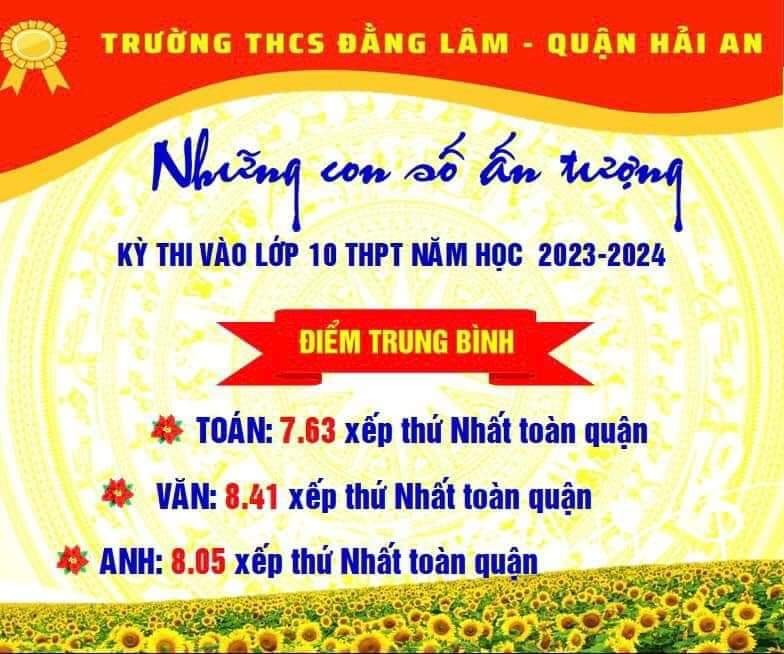 TRƯỜNG THCS ĐẰNG LÂM - QUẬN HẢI AN
Những con số ấn tượng
KỲ THI VÀO LỚP 10 THPT NĂM HỌC 2023-2024
ĐIỂM TRUNG BÌNH
TOÁN: 7.63 xếp thứ Nhất toàn quận
VĂN: 8.41 xếp thứ Nhất toàn quận
ANH: 8.05 xếp thứ Nhất toàn quận